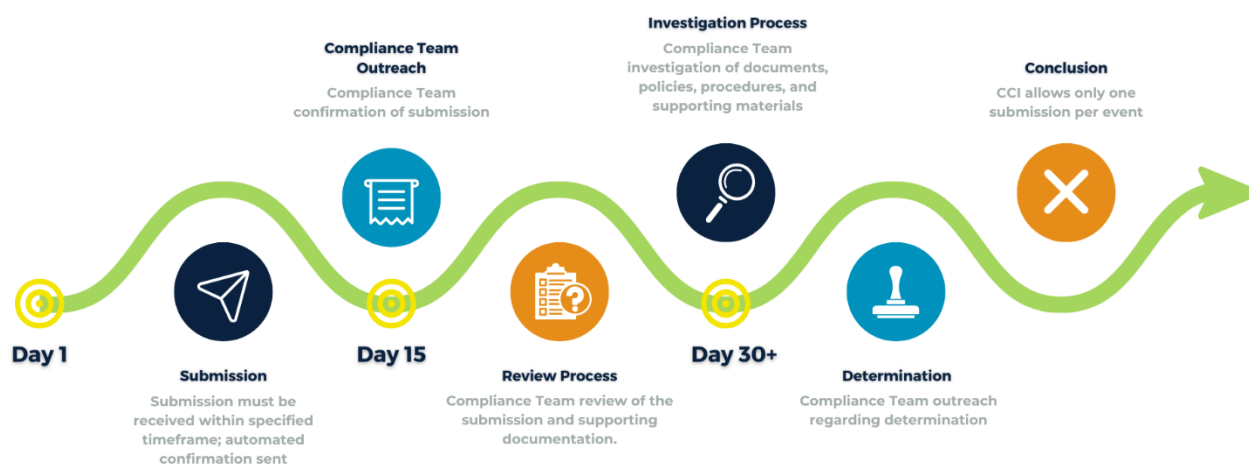 Investigation Process
Compliance Team
investigation of documents,
policies, procedures, and
supporting materials
Compliance Team
Outreach
Compliance Team
confirmation of submission
Conclusion
CCI allows only one
submission per event
Day 1
Day 15
Day 30+
Submission
Submission must be
received within specified
timeframe; automated
confirmation sent
Review Process
Compliance Team review of the
submission and supporting
documentation.
Determination
Compliance Team outreach
regarding determination